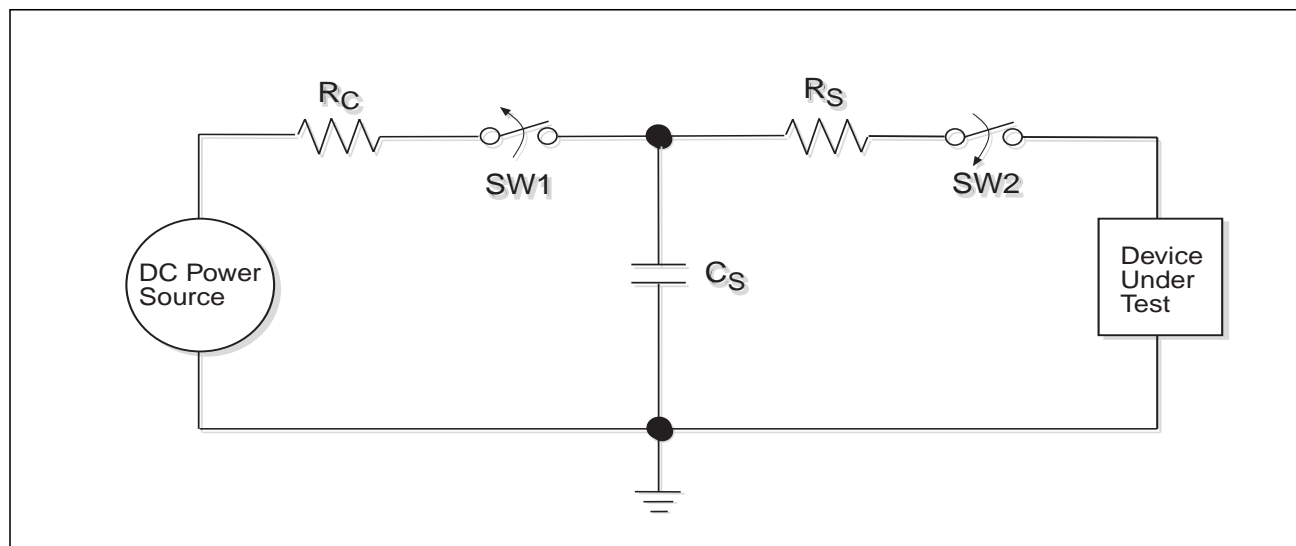 RC
RS
SW1
SW2
DC Power
Source
CS
Device
Under
Test